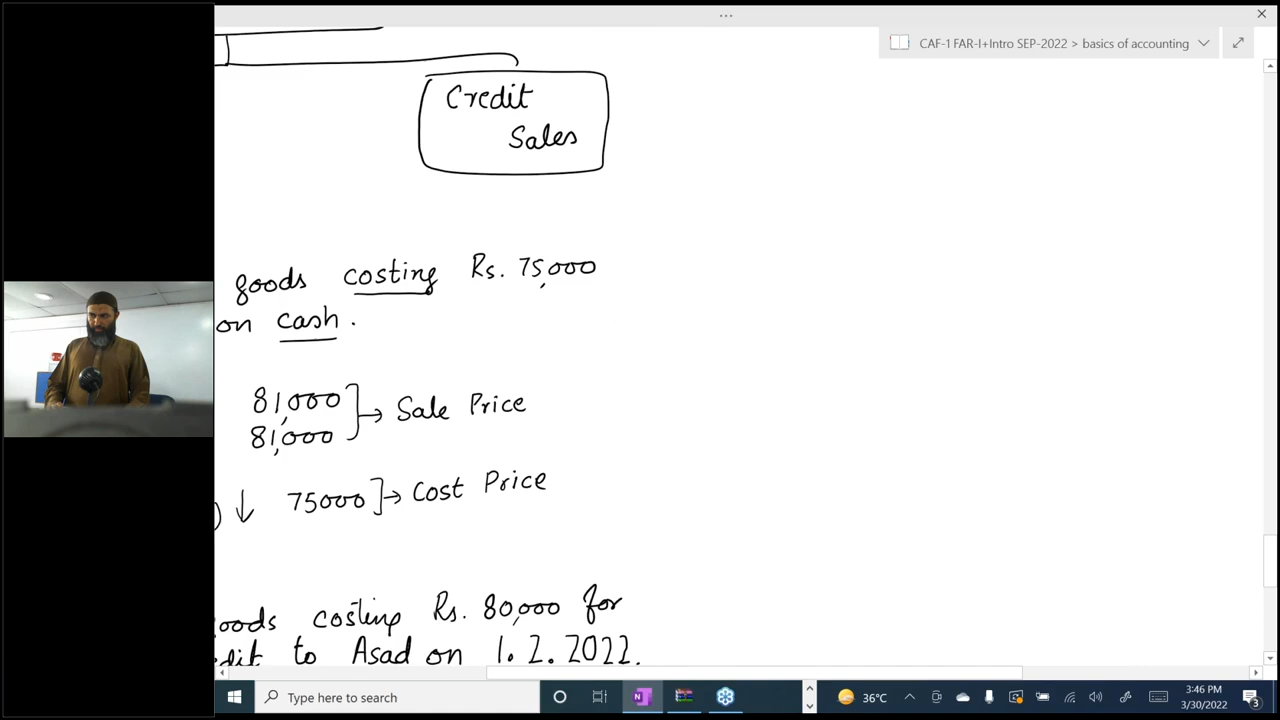 CAF-1 FAR-I+Intro SEP-2022 > basics of accounting
Credit
Sales
goods costing Rs. 75,000
on cash.
81,000
81,000
→ Sale Price
) ↓ 75000 → Cost Price
goods costing Rs. 80,000 for
dit to Asad on 1.2.2022.
Type here to search
36°C
3:46 PM
3/30/2022
3